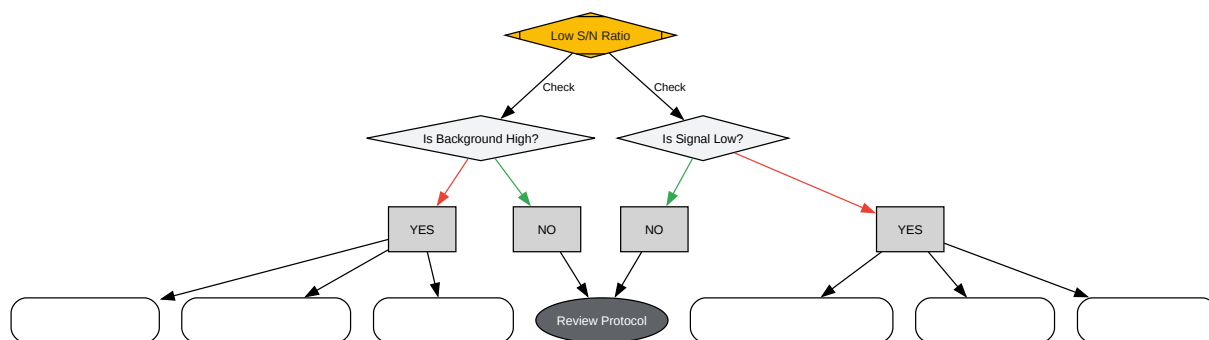 Low S/N Ratio
Check
Check
Is Background High?
Is Signal Low?
YES
NO
NO
YES
Review Protocol